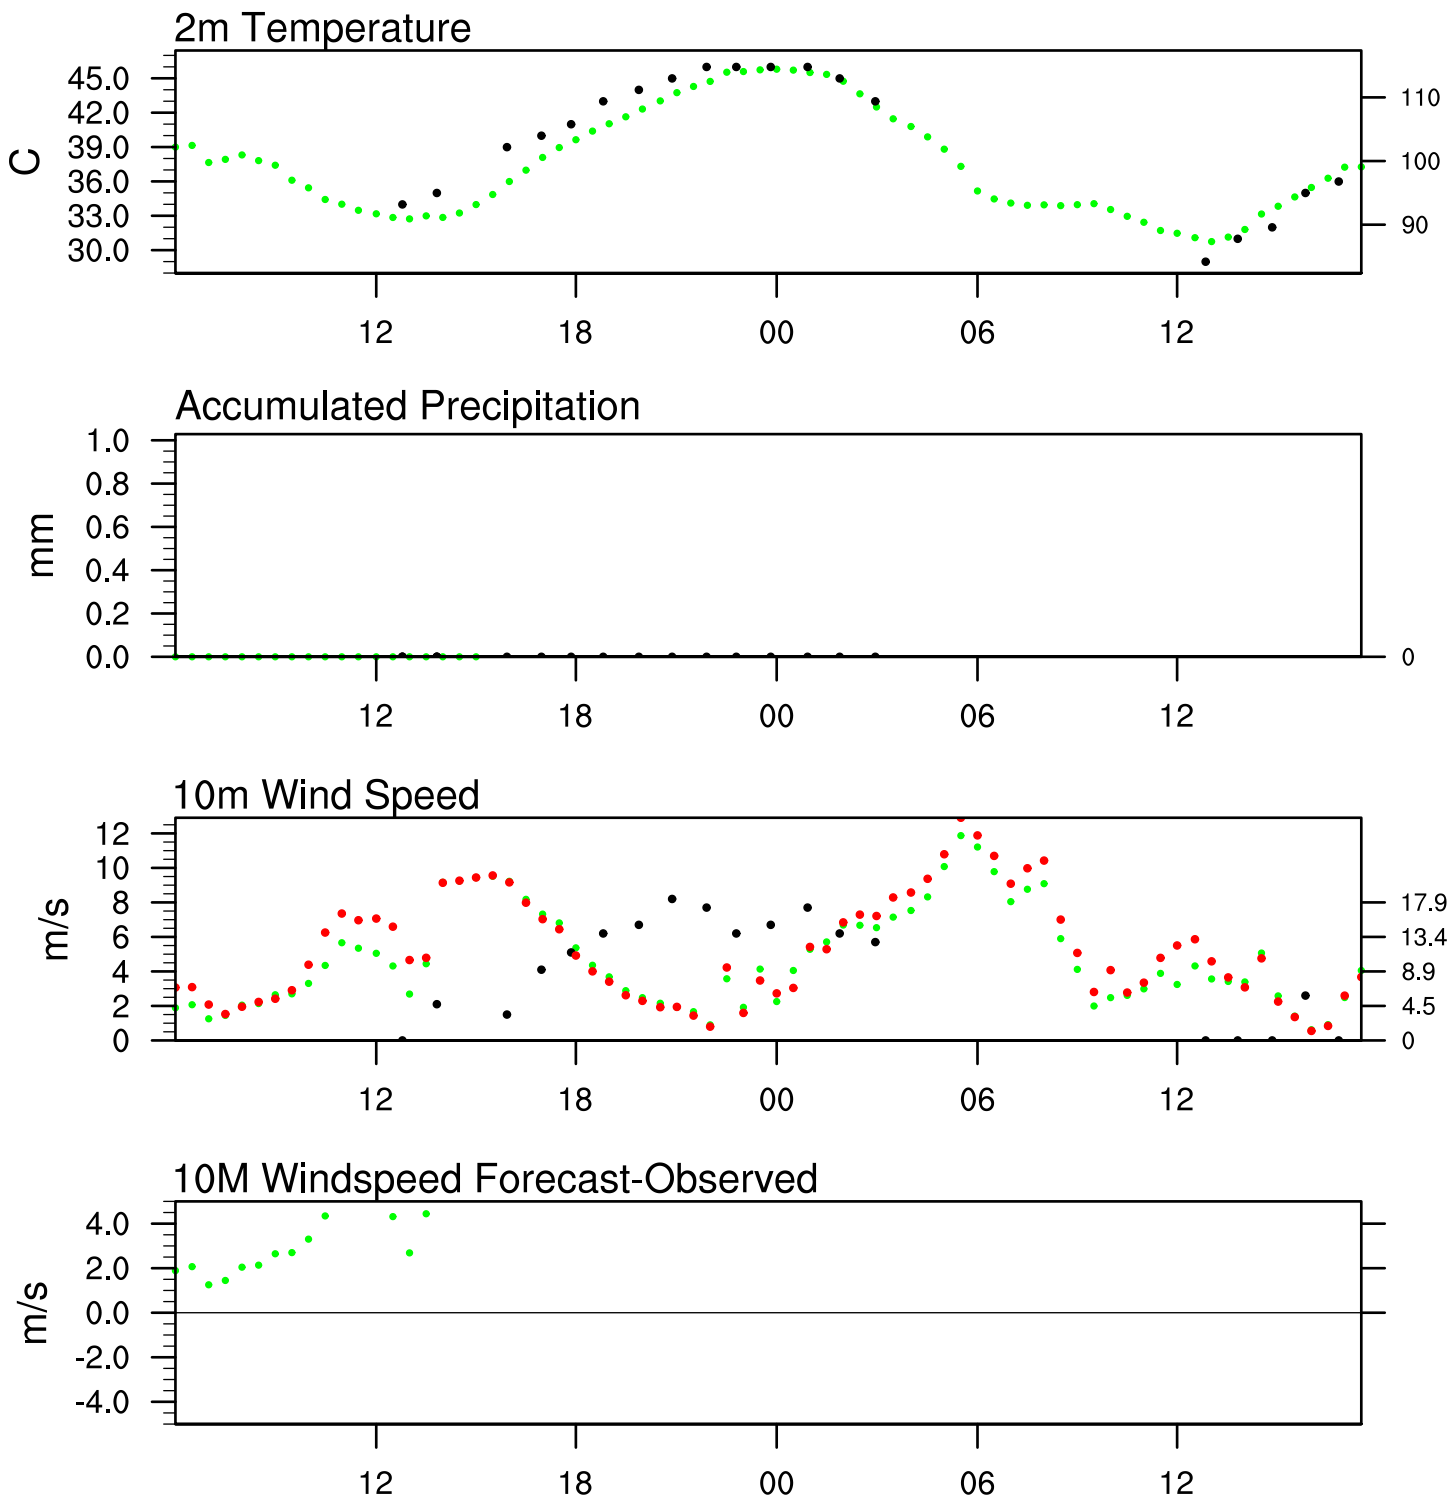 2m Temperature
45.0
42.0
39.0
36.0
33.0
30.0
C
110
100
90
12 18 00 06 12
Accumulated Precipitation
1.0
0.8
0.6
0.4
0.2
0.0
mm
0
12 18 00 06 12
10m Wind Speed
12
10
8
6
4
2
0
m/s
17.9
13.4
8.9
4.5
0
12 18 00 06 12
10M Windspeed Forecast-Observed
4.0
2.0
0.0
-2.0
-4.0
m/s
12 18 00 06 12